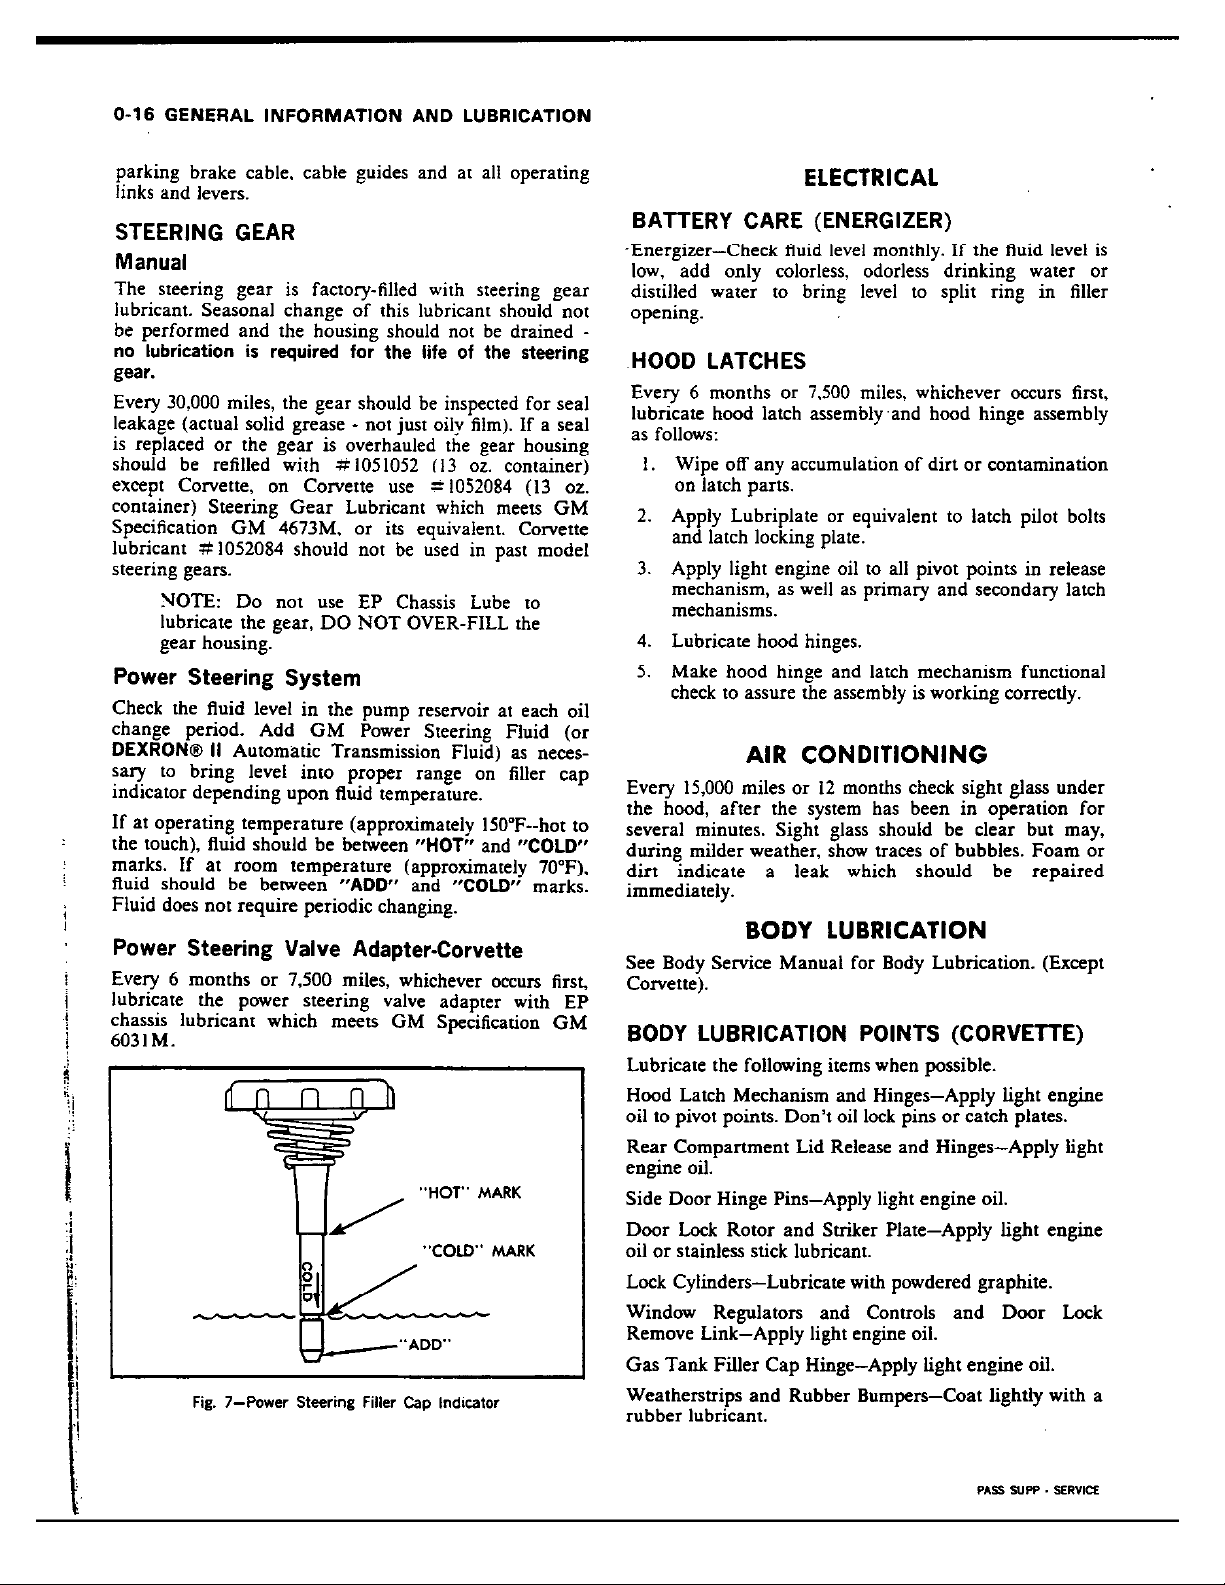 0-16 GENERAL INFORMATION AND LUBRICATION
parking brake cable, cable guides and at all operating
links and levers.
STEERING GEAR
Manual
The steering gear is factory-filled with steering gear
lubricant. Seasonal change of this lubricant should not
be performed and the housing should not be drained -
no lubrication is required for the life of the steering
gear.
Every 30,000 miles, the gear should be inspected for seal
leakage (actual solid grease - not just oily film). If a seal
is replaced or the gear is overhauled the gear housing
should be refilled with #1051052 (13 oz. container)
except Corvette, on Corvette use #1052084 (13 oz.
container) Steering Gear Lubricant which meets GM
Specification GM 4673M, or its equivalent. Corvette
lubricant #1052084 should not be used in past model
steering gears.
NOTE: Do not use EP Chassis Lube to
lubricate the gear, DO NOT OVER-FILL the
gear housing.
Power Steering System
Check the fluid level in the pump reservoir at each oil
change period. Add GM Power Steering Fluid (or
DEXRON® II Automatic Transmission Fluid) as neces-
sary to bring level into proper range on filler cap
indicator depending upon fluid temperature.
If at operating temperature (approximately 150°F--hot to
the touch), fluid should be between "HOT" and "COLD"
marks. If at room temperature (approximately 70°F),
fluid should be between "ADD" and "COLD" marks.
Fluid does not require periodic changing.
Power Steering Valve Adapter-Corvette
Every 6 months or 7,500 miles, whichever occurs first,
lubricate the power steering valve adapter with EP
chassis lubricant which meets GM Specification GM
6031M.
"HOT" MARK
"COLD" MARK
COLD
"ADD"
Fig. 7—Power Steering Filler Cap Indicator
ELECTRICAL
BATTERY CARE (ENERGIZER)
Energizer—Check fluid level monthly. If the fluid level is
low, add only colorless, odorless drinking water or
distilled water to bring level to split ring in filler
opening.
HOOD LATCHES
Every 6 months or 7,500 miles, whichever occurs first,
lubricate hood latch assembly and hood hinge assembly
as follows:
1. Wipe off any accumulation of dirt or contamination
on latch parts.
2. Apply Lubriplate or equivalent to latch pilot bolts
and latch locking plate.
3. Apply light engine oil to all pivot points in release
mechanism, as well as primary and secondary latch
mechanisms.
4. Lubricate hood hinges.
5. Make hood hinge and latch mechanism functional
check to assure the assembly is working correctly.
AIR CONDITIONING
Every 15,000 miles or 12 months check sight glass under
the hood, after the system has been in operation for
several minutes. Sight glass should be clear but may,
during milder weather, show traces of bubbles. Foam or
dirt indicate a leak which should be repaired
immediately.
BODY LUBRICATION
See Body Service Manual for Body Lubrication. (Except
Corvette).
BODY LUBRICATION POINTS (CORVETTE)
Lubricate the following items when possible.
Hood Latch Mechanism and Hinges—Apply light engine
oil to pivot points. Don't oil lock pins or catch plates.
Rear Compartment Lid Release and Hinges—Apply light
engine oil.
Side Door Hinge Pins—Apply light engine oil.
Door Lock Rotor and Striker Plate—Apply light engine
oil or stainless stick lubricant.
Lock Cylinders—Lubricate with powdered graphite.
Window Regulators and Controls and Door Lock
Remove Link—Apply light engine oil.
Gas Tank Filler Cap Hinge—Apply light engine oil.
Weatherstrips and Rubber Bumpers—Coat lightly with a
rubber lubricant.
PASS SUPP - SERVICE